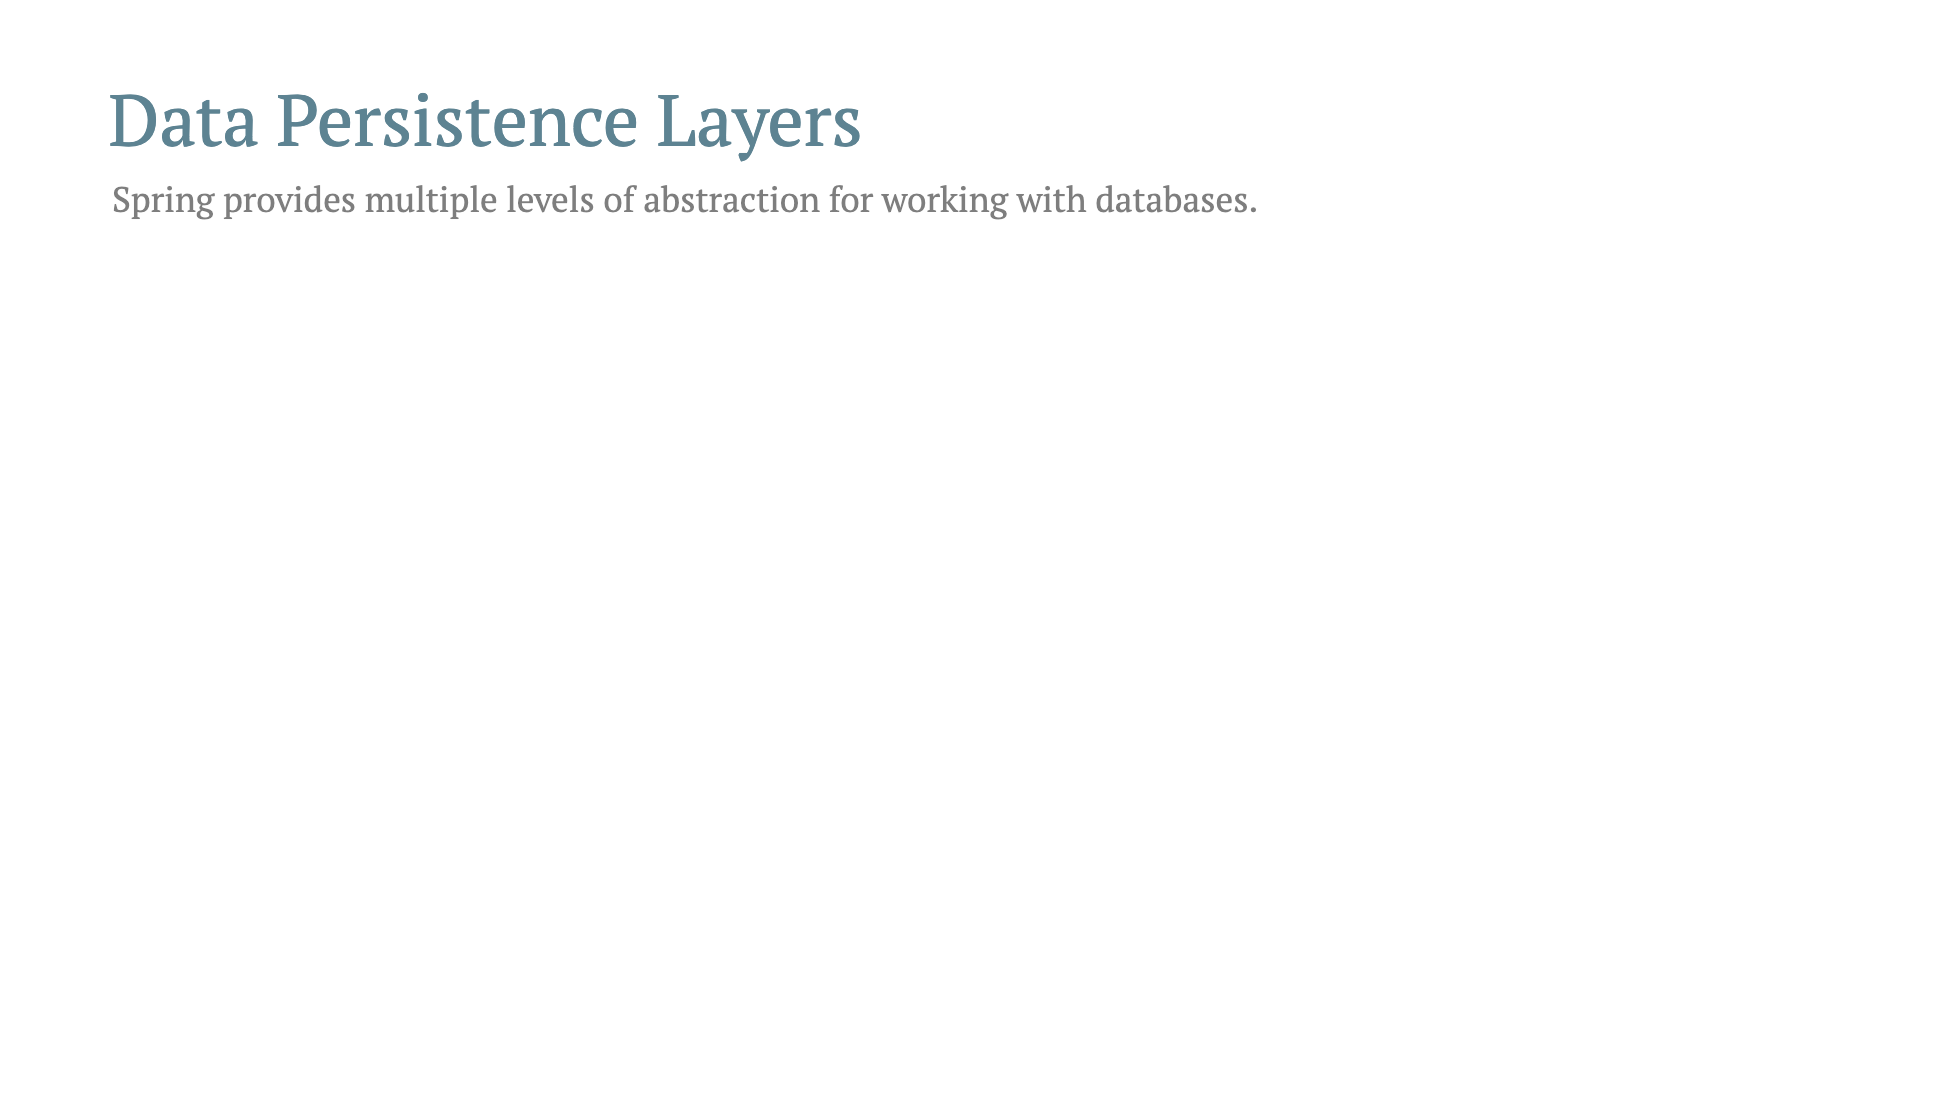 Data Persistence Layers
Spring provides multiple levels of abstraction for working with databases.